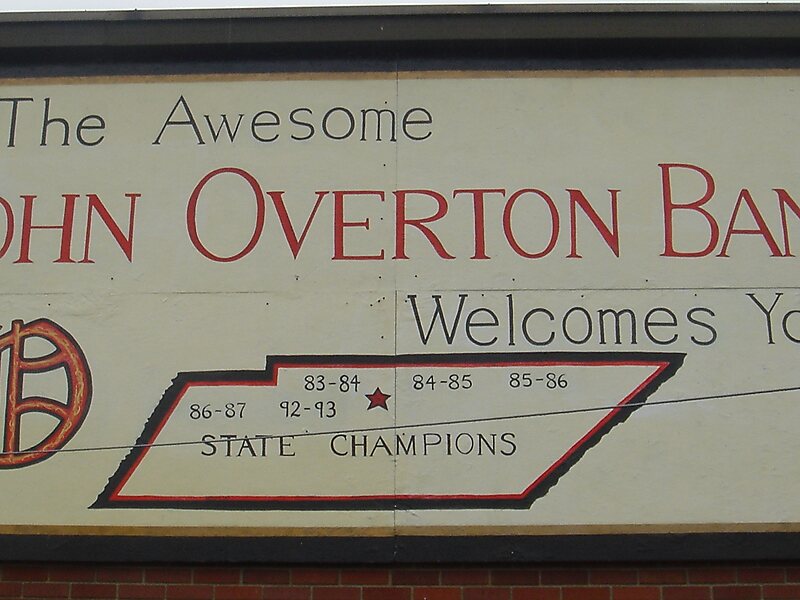 The Awesome
OHN OVERTON BAN
Welcomes Yo
O
83-84 84-85 85-86
86-87 92-93
STATE CHAMPIONS